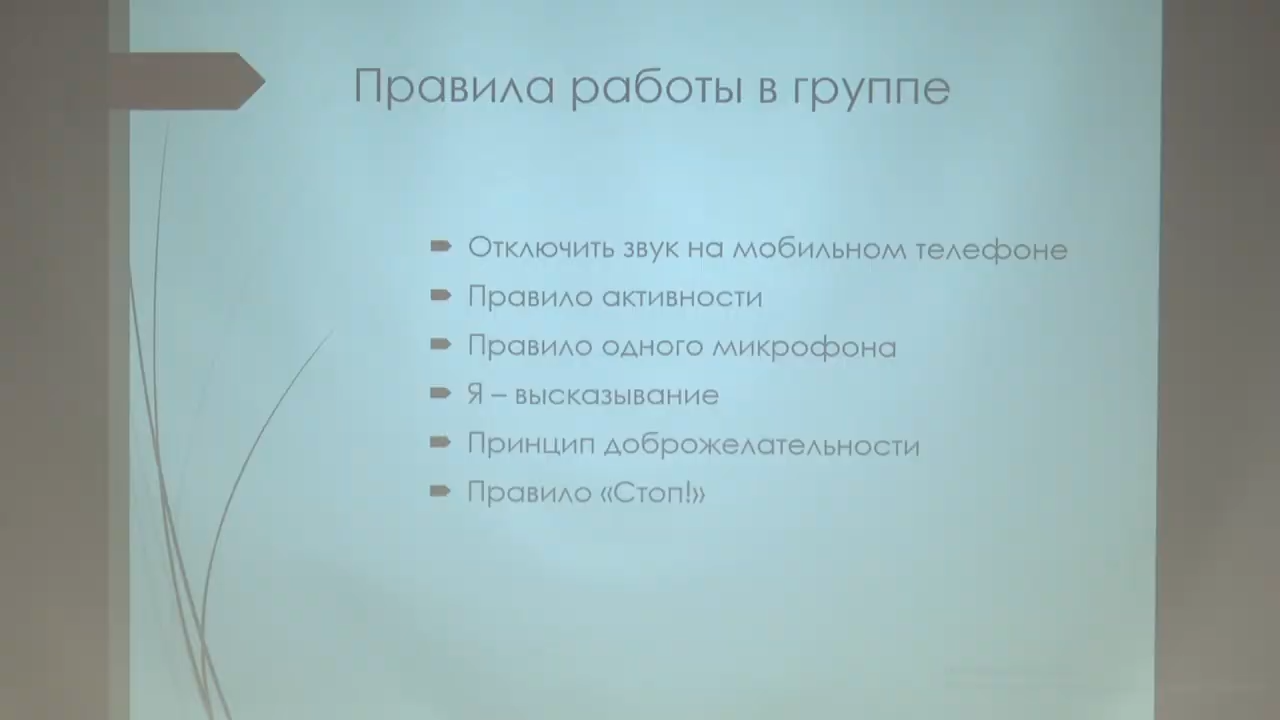 Правила работы в группе
Отключить звук на мобильном телефоне
Правило активности
Правило одного микрофона
Я – высказывание
Принцип доброжелательности
Правило «Стоп!»